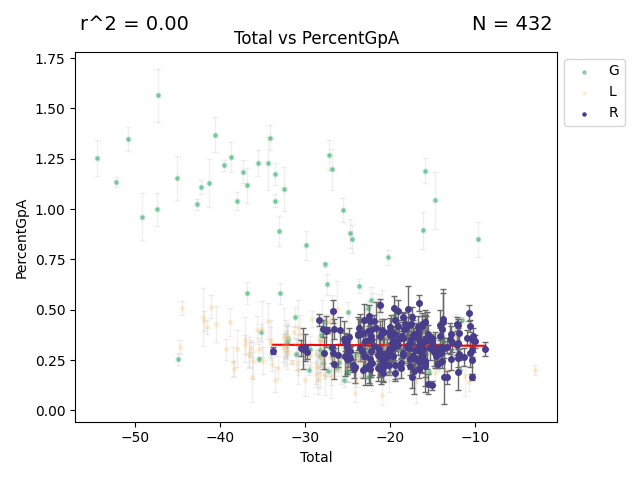 r^2 = 0.00
N = 432
Total vs PercentGpA
1.75
1.50
1.25
1.00
0.75
0.50
0.25
0.00
PercentGpA
−50
−40
−30
−20
−10
Total
G
L
R